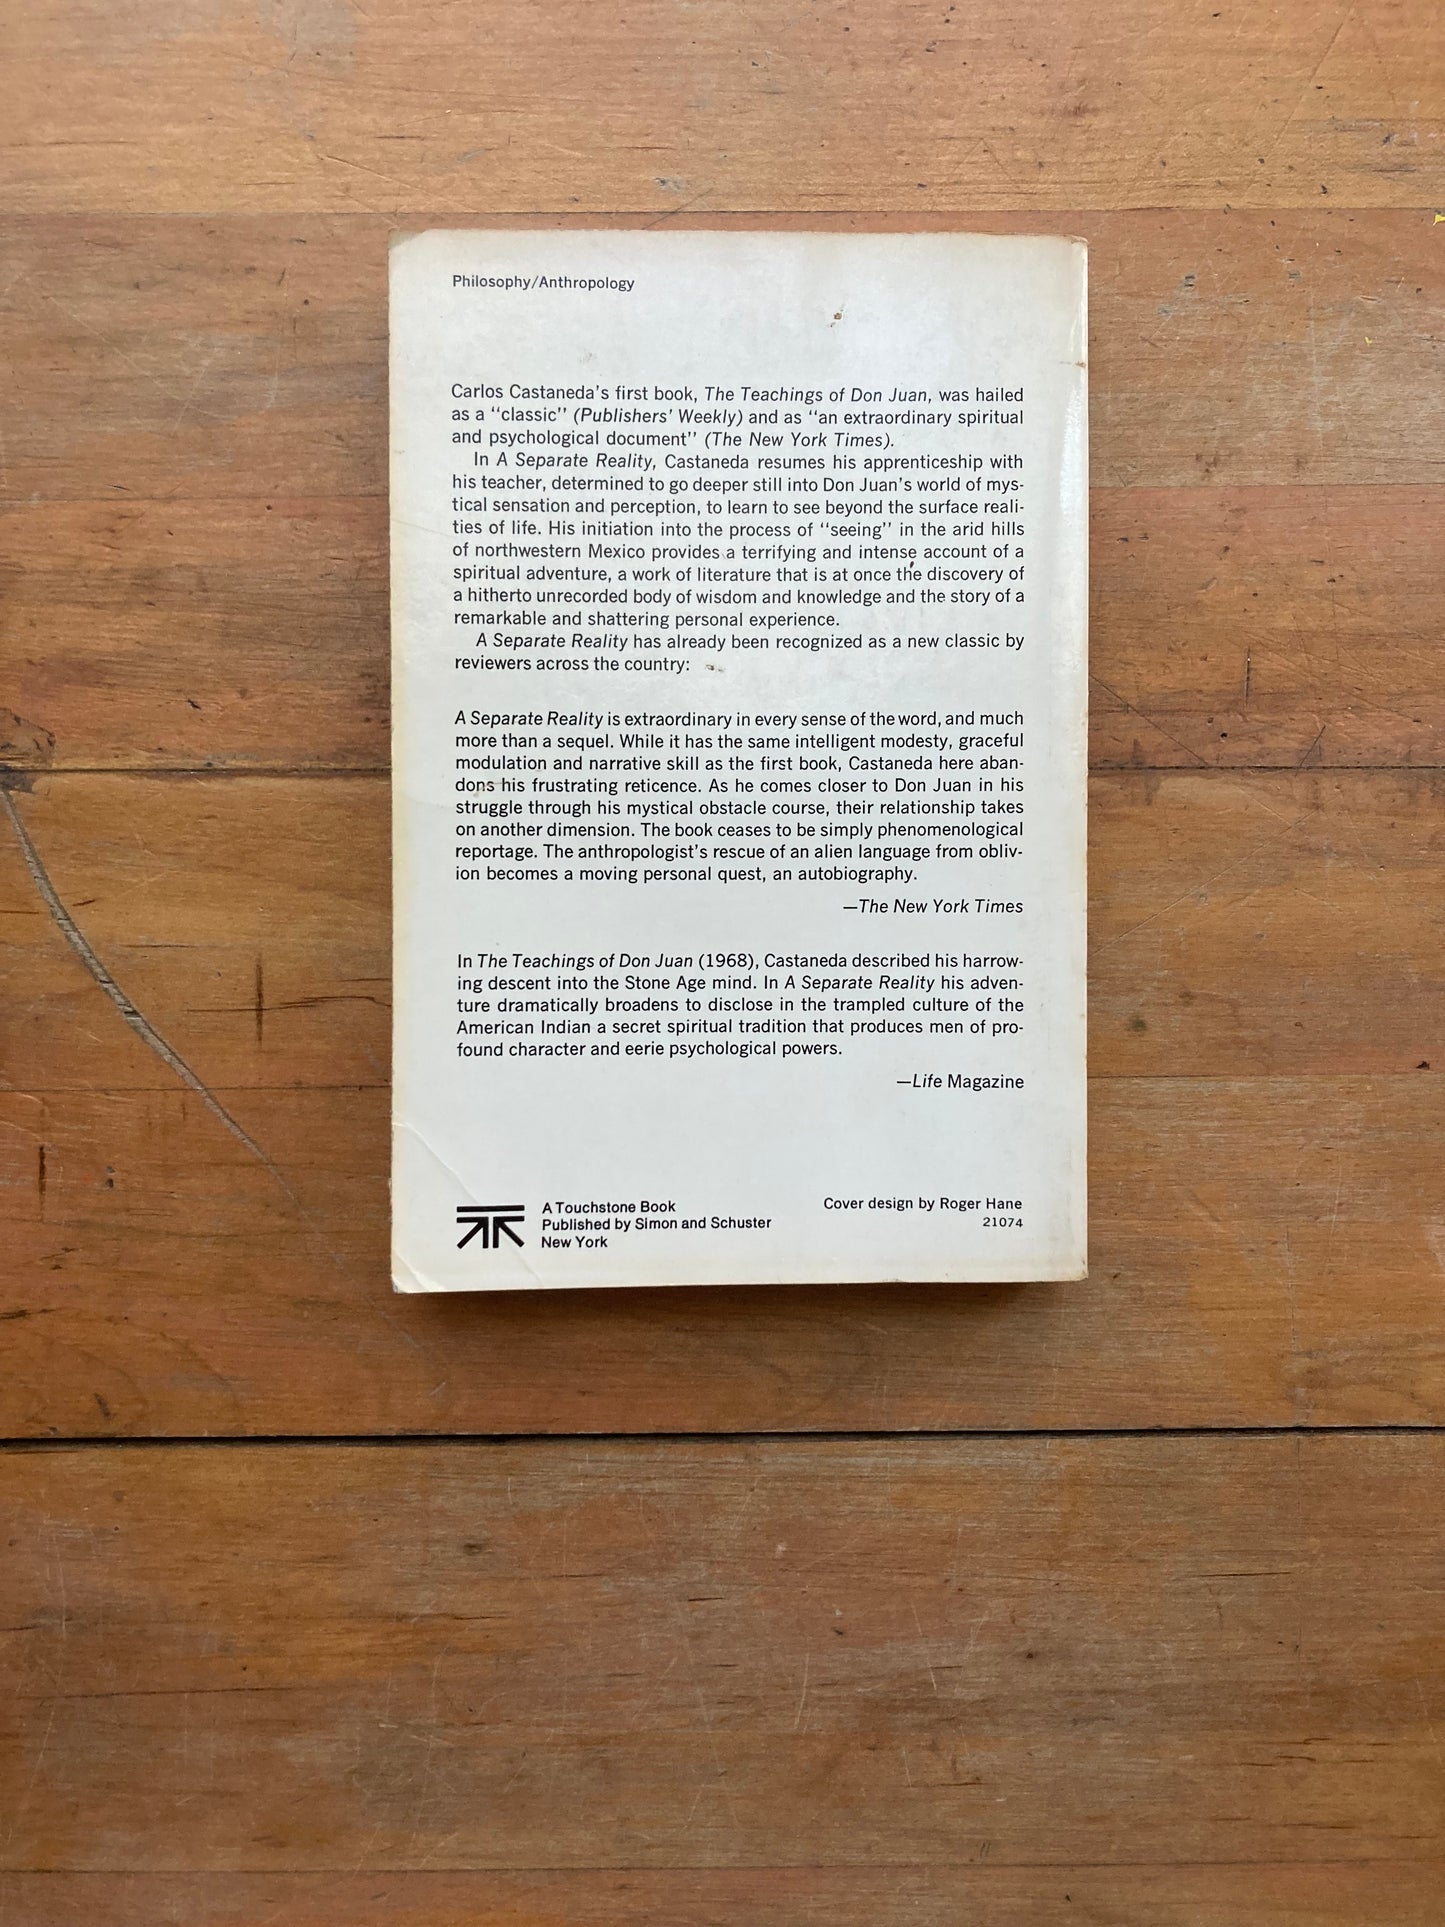 Philosophy/Anthropology
Carlos Castaneda's first book, The Teachings of Don Juan, was hailed
as a "classic" (Publishers' Weekly) and as "an extraordinary spiritual
and psychological document" (The New York Times).
In A Separate Reality, Castaneda resumes his apprenticeship with
his teacher, determined to go deeper still into Don Juan's world of mys-
tical sensation and perception, to learn to see beyond the surface reali-
ties of life. His initiation into the process of "seeing" in the arid hills
of northwestern Mexico provides a terrifying and intense account of a
spiritual adventure, a work of literature that is at once the discovery of
a hitherto unrecorded body of wisdom and knowledge and the story of a
remarkable and shattering personal experience.
A Separate Reality has already been recognized as a new classic by
reviewers across the country:
A Separate Reality is extraordinary in every sense of the word, and much
more than a sequel. While it has the same intelligent modesty, graceful
modulation and narrative skill as the first book, Castaneda here aban-
dons his frustrating reticence. As he comes closer to Don Juan in his
struggle through his mystical obstacle course, their relationship takes
on another dimension. The book ceases to be simply phenomenological
reportage. The anthropologist's rescue of an alien language from obliv-
ion becomes a moving personal quest, an autobiography.
—The New York Times
In The Teachings of Don Juan (1968), Castaneda described his harrow-
ing descent into the Stone Age mind. In A Separate Reality his adven-
ture dramatically broadens to disclose in the trampled culture of the
American Indian a secret spiritual tradition that produces men of pro-
found character and eerie psychological powers.
—Life Magazine
A Touchstone Book
Published by Simon and Schuster
New York
Cover design by Roger Hane
21074